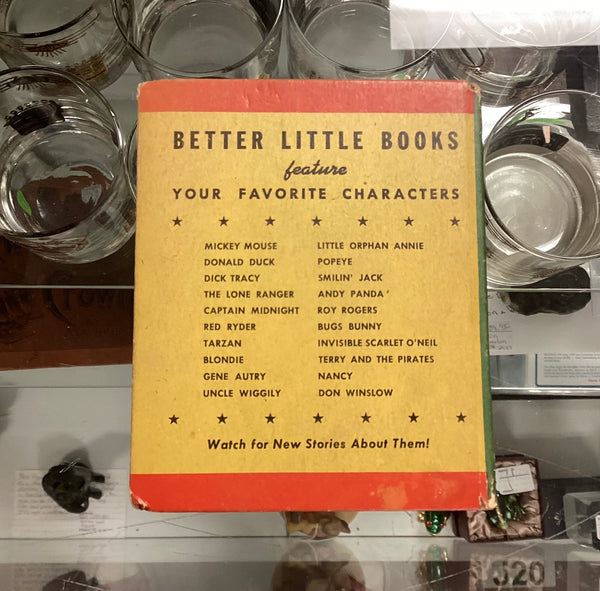 BETTER LITTLE BOOKS
feature
YOUR FAVORITE CHARACTERS
MICKEY MOUSE
DONALD DUCK
DICK TRACY
THE LONE RANGER
CAPTAIN MIDNIGHT
RED RYDER
TARZAN
BLONDIE
GENE AUTRY
UNCLE WIGGILY
LITTLE ORPHAN ANNIE
POPEYE
SMILIN' JACK
ANDY PANDA
ROY ROGERS
BUGS BUNNY
INVISIBLE SCARLET O'NEIL
TERRY AND THE PIRATES
NANCY
DON WINSLOW
Watch for New Stories About Them!
520